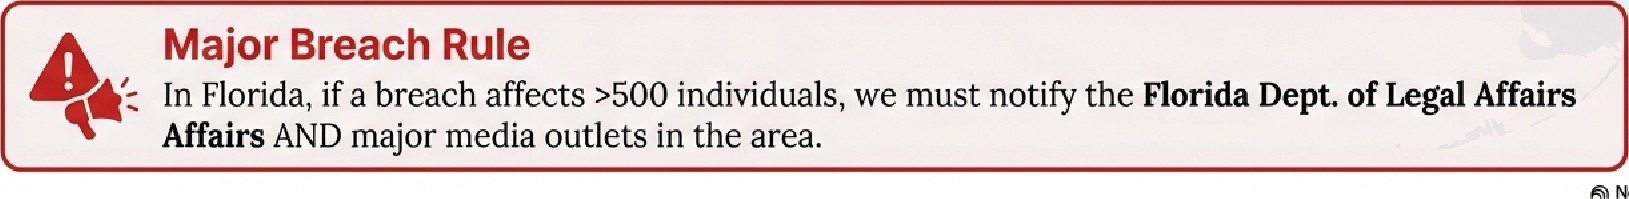 Major Breach Rule
In Florida, if a breach affects >500 individuals, we must notify the Florida Dept. of Legal Affairs
Affairs AND major media outlets in the area.